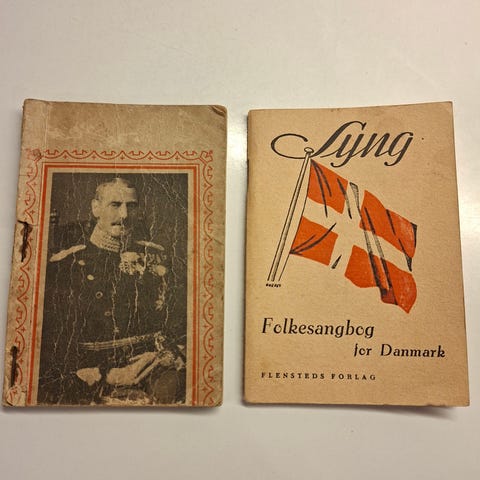 Syng
Folkesangbog
for Danmark
FLENSTEDS FORLAG